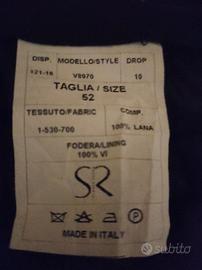 DISP. MODELLO/STYLE DROP
121-16 V8970 10
TAGLIA / SIZE
52
TESSUTO/FABRIC COMP.
1-530-700 100% LANA
FODERA/LINING
100% VI
SR
MADE IN ITALY
subito